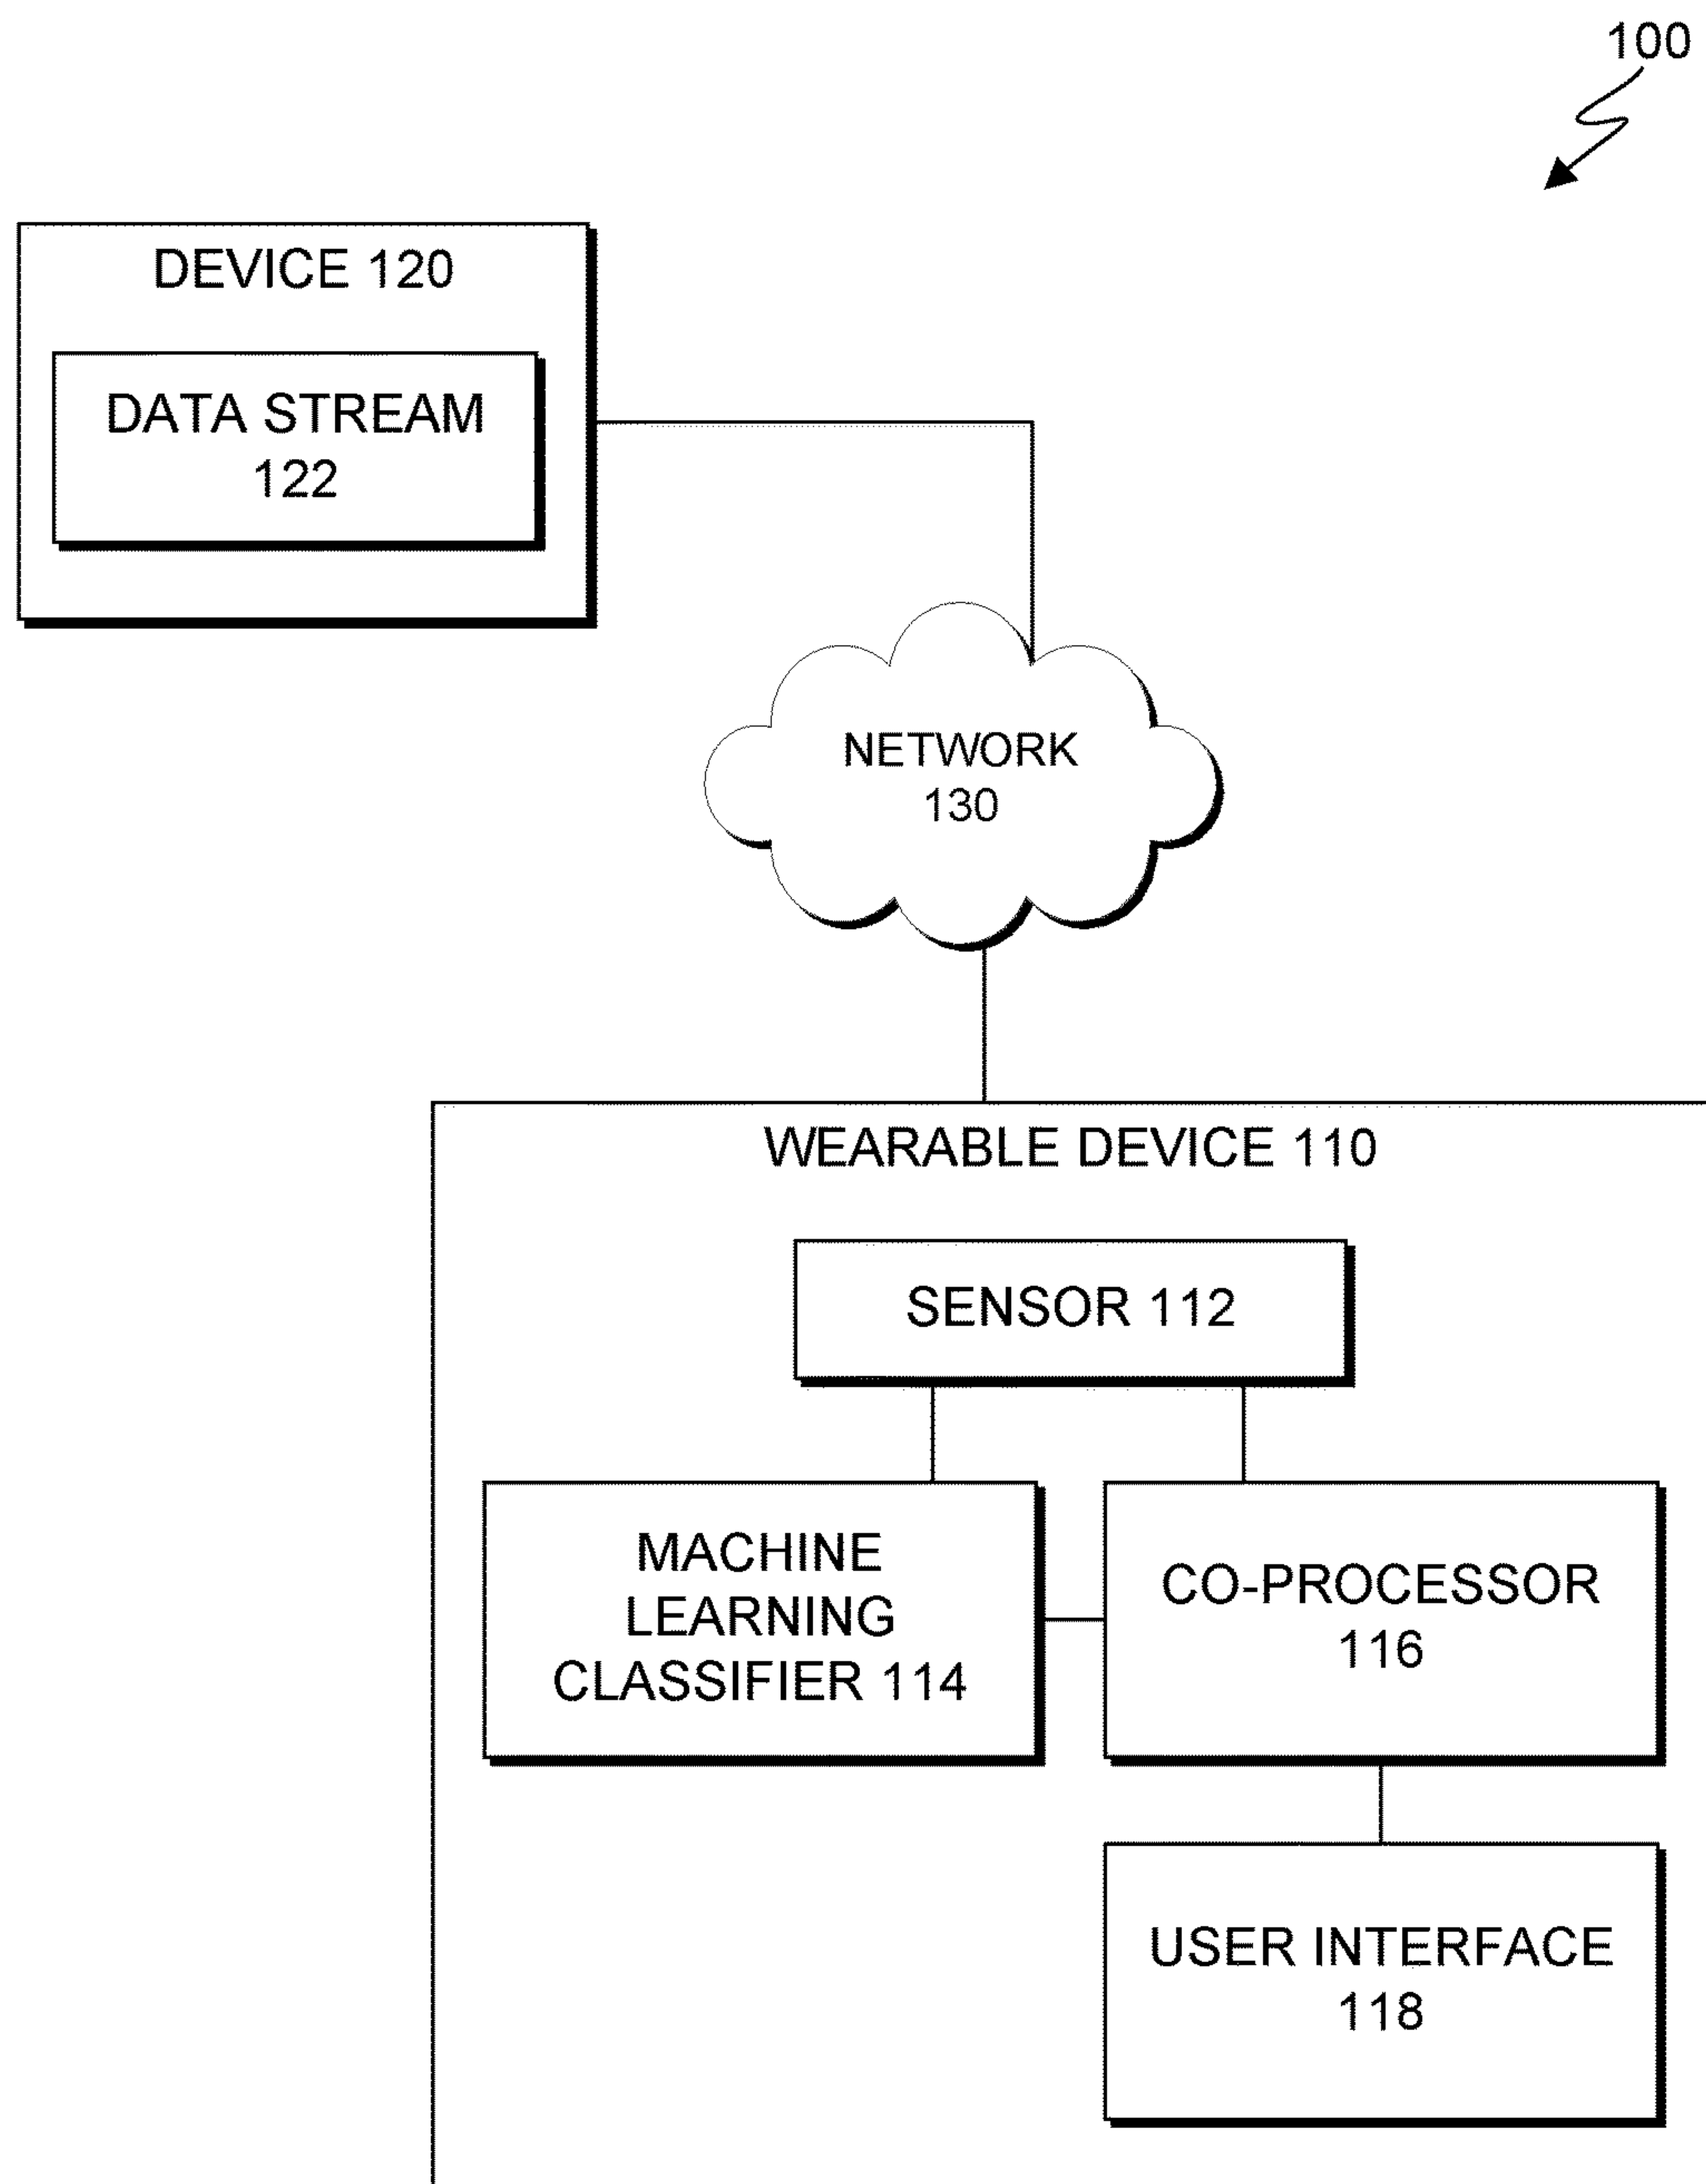 100
DEVICE 120
DATA STREAM
122
NETWORK
130
WEARABLE DEVICE 110
SENSOR 112
MACHINE
LEARNING
CLASSIFIER 114
CO-PROCESSOR
116
USER INTERFACE
118